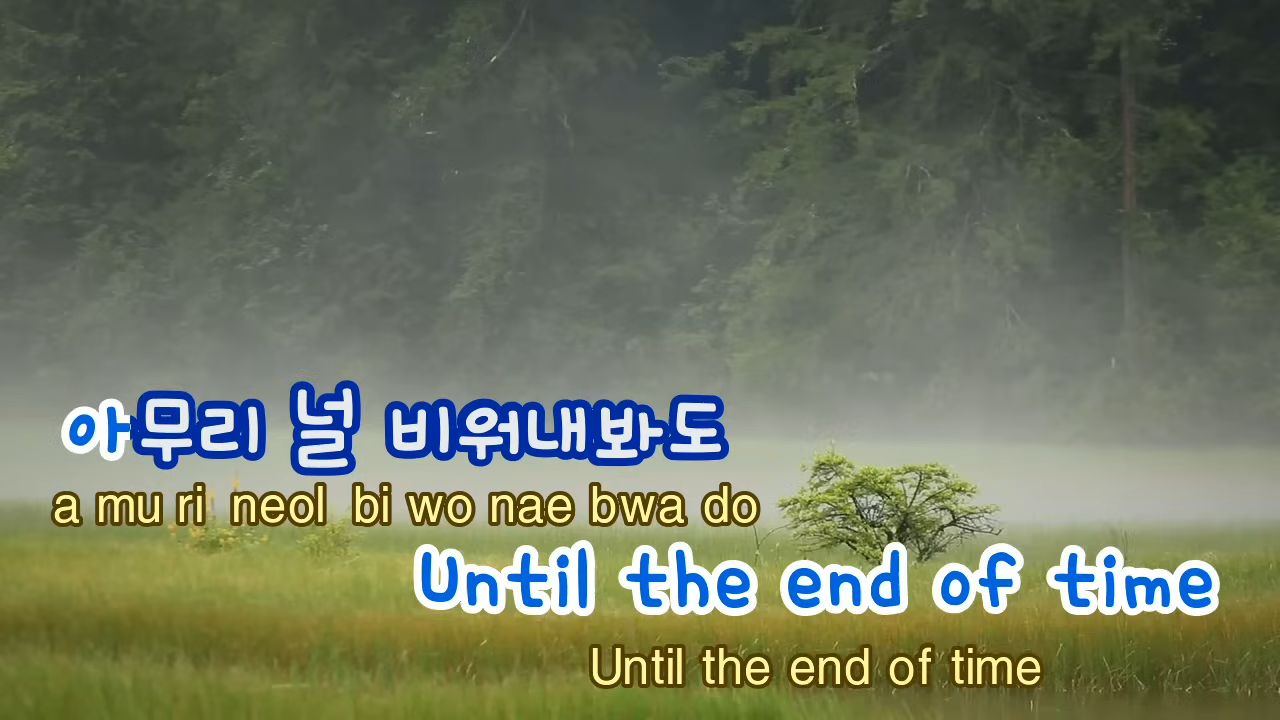 아무리 널 비워내봐도
a mu ri neol bi wo nae bwa do
Until the end of time
Until the end of time